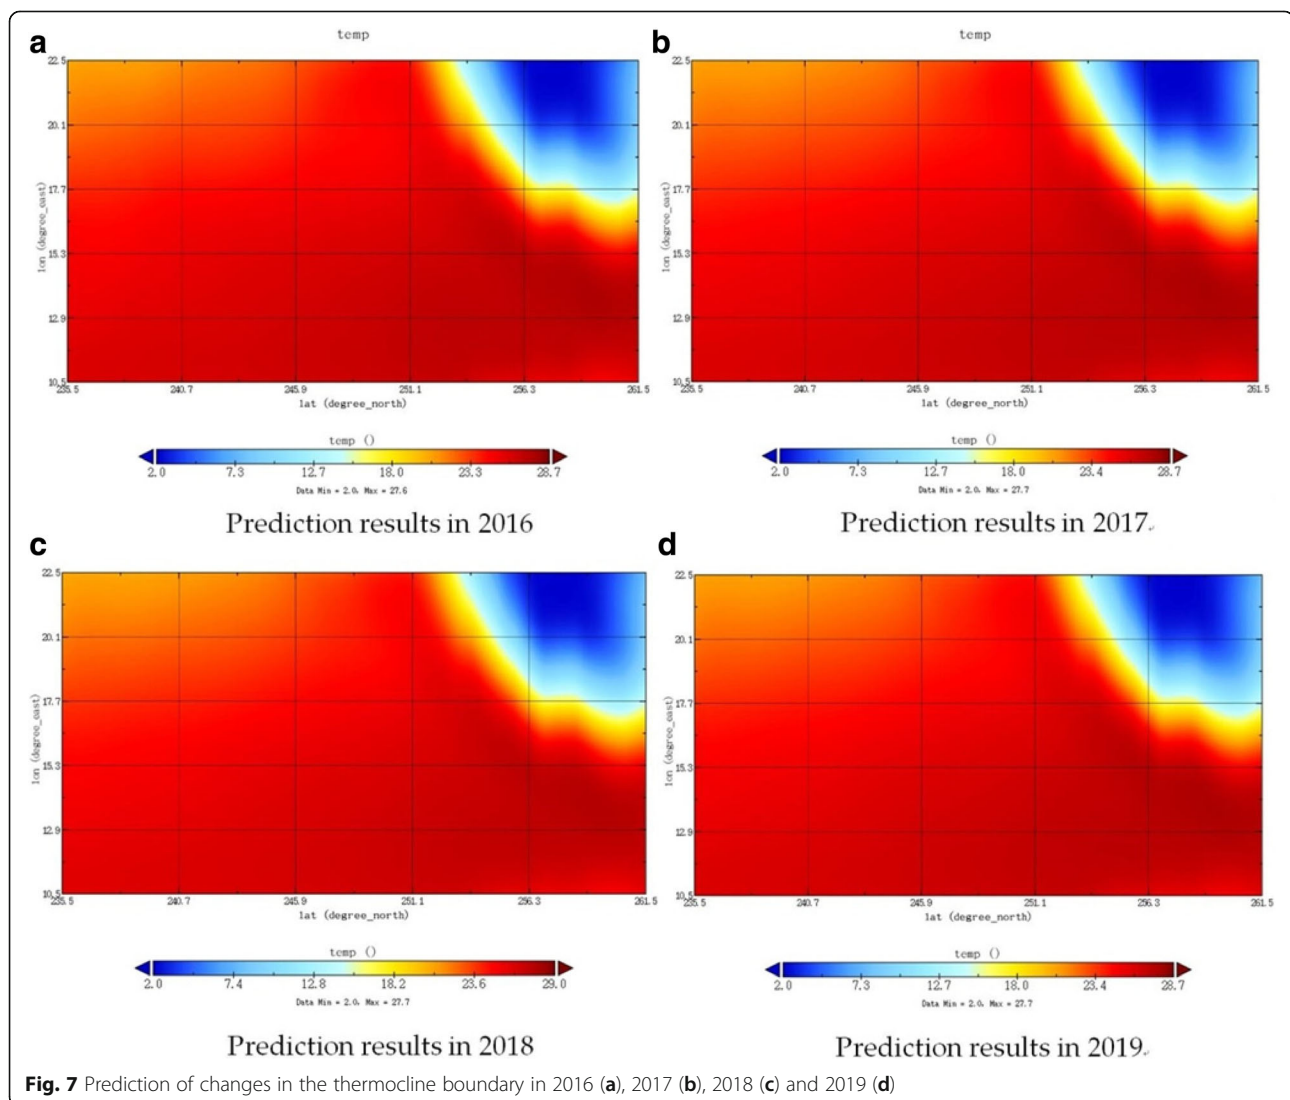 a
temp
22.5
20.1
17.7
15.3
12.9
10.5
lon (degree_east)
235.5 240.7 245.9 251.1 256.3 261.5
lat (degree_north)
temp ()
2.0 7.3 12.7 18.0 23.3 28.7
Data Min = 2.0, Max = 27.6
Prediction results in 2016
b
temp
22.5
20.1
17.7
15.3
12.9
10.5
lon (degree_east)
235.5 240.7 245.9 251.1 256.3 261.5
lat (degree_north)
temp ()
2.0 7.3 12.7 18.0 23.4 28.7
Data Min = 2.0, Max = 27.7
Prediction results in 2017
c
22.5
20.1
17.7
15.3
12.9
10.5
lon (degree_east)
235.5 240.7 245.9 251.1 256.3 261.5
lat (degree_north)
temp ()
2.0 7.4 12.8 18.2 23.6 29.0
Data Min = 2.0, Max = 27.7
Prediction results in 2018
d
22.5
20.1
17.7
15.3
12.9
10.5
lon (degree_east)
235.5 240.7 245.9 251.1 256.3 261.5
lat (degree_north)
temp ()
2.0 7.3 12.7 18.0 23.4 28.7
Data Min = 2.0, Max = 27.7
Prediction results in 2019
Fig. 7 Prediction of changes in the thermocline boundary in 2016 (a), 2017 (b), 2018 (c) and 2019 (d)